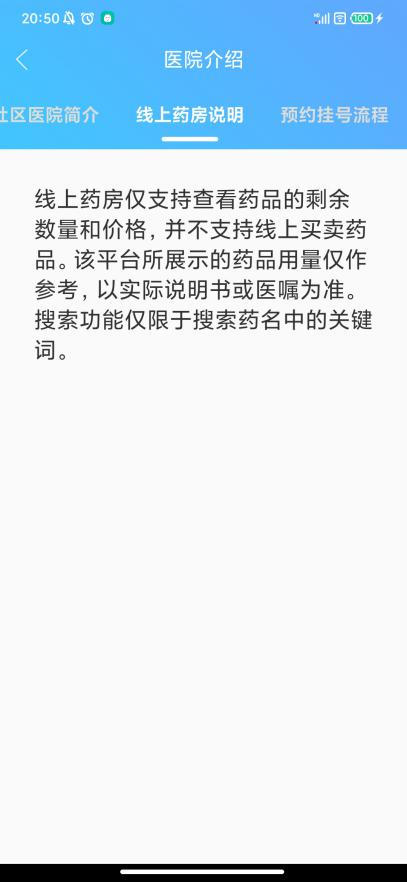 20:50
100
医院介绍
社区医院简介 线上药房说明 预约挂号流程
线上药房仅支持查看药品的剩余
数量和价格，并不支持线上买卖药
品。该平台所展示的药品用量仅作
参考，以实际说明书或医嘱为准。
搜索功能仅限于搜索药名中的关键
词。